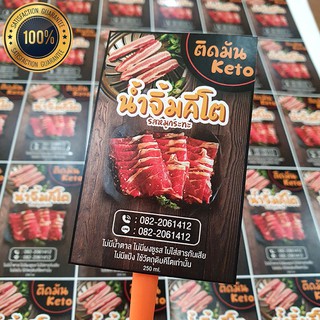 SATISFACTION GUARANTEE
100%
SATISFACTION GUARANTEE
ติดมัน
Keto
น้ำจิ้มคีโต
รสหมูกระทะ
: 082-2061412
: 082-2061412
ไม่มีน้ำตาล ไม่มีผงชูรส ไม่ใส่สารกันเสีย
ไม่มีแป้ง ใช้วัตถุดิบคีโตเท่านั้น
250 ml.